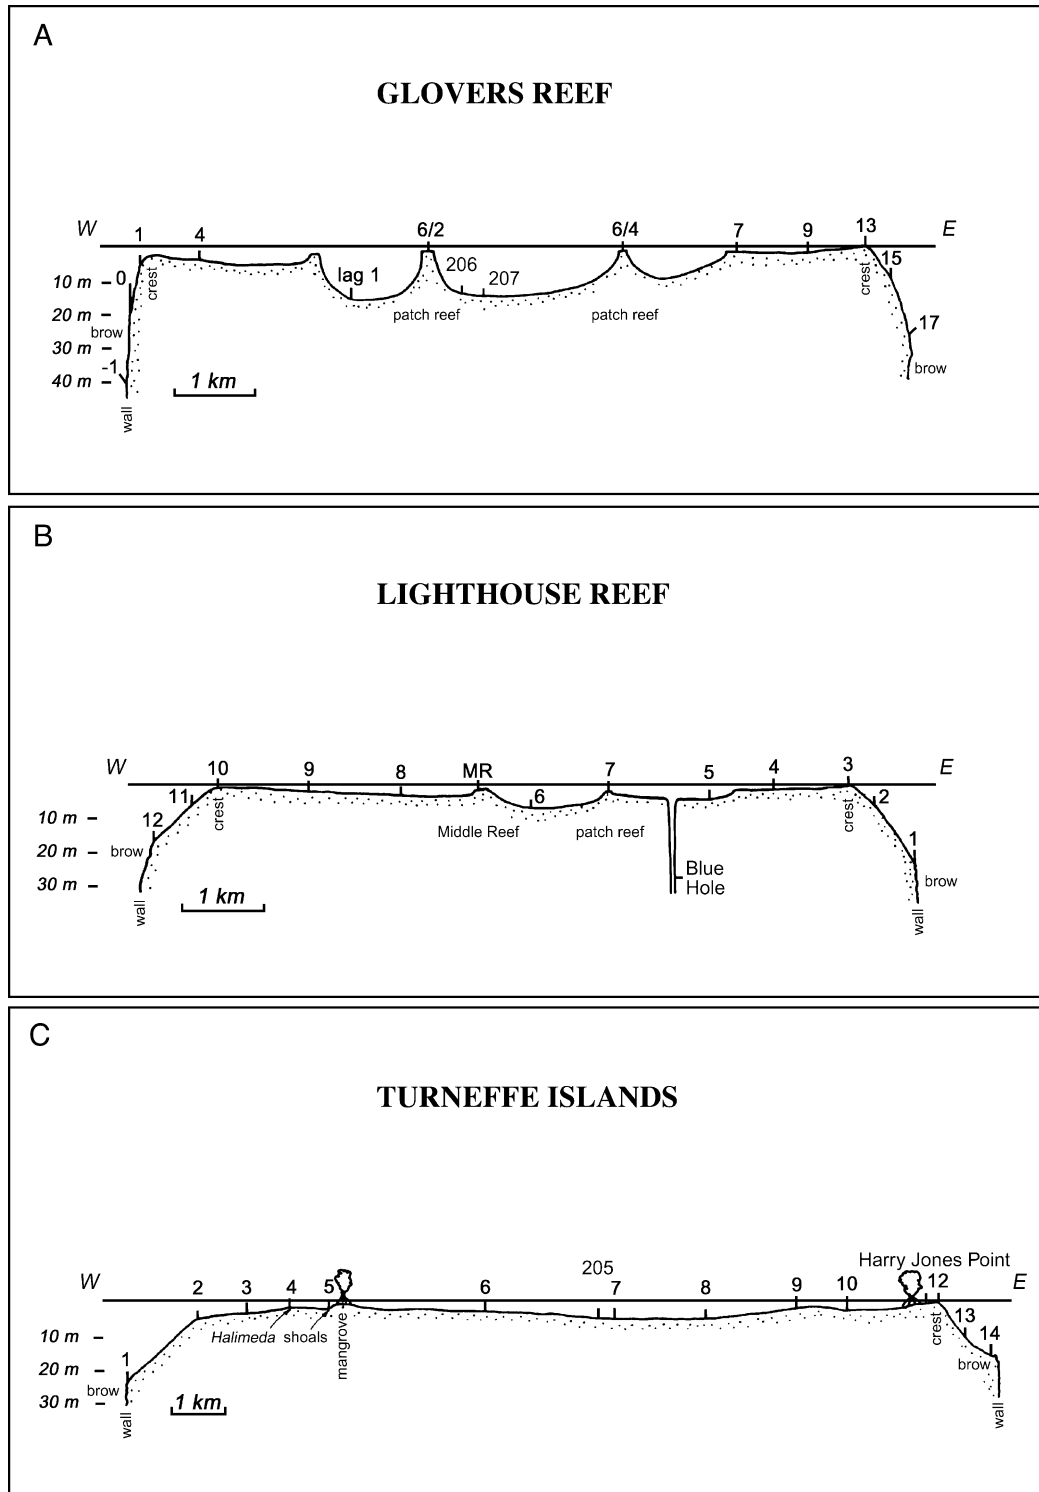 A
GLOVERS REEF
W 1 4 6/2 6/4 7 9 13 E
0 crest lag 1 206 207 crest 15
10 m
20 m patch reef patch reef 17
brow
30 m
-1 brow
40 m 1 km
wall
B
LIGHTHOUSE REEF
W 10 9 8 MR 7 5 4 3 E
11 crest 6 crest 2
10 m 12 Middle Reef patch reef 1
brow
20 m
30 m Blue brow
Hole
wall 1 km wall
C
TURNEFFE ISLANDS
Harry Jones Point
205
W 2 3 4 5 6 7 8 9 10 12 E
10 m Halimeda shoals mangrove crest 13
1 14
20 m brow
brow
30 m 1 km
wall wall